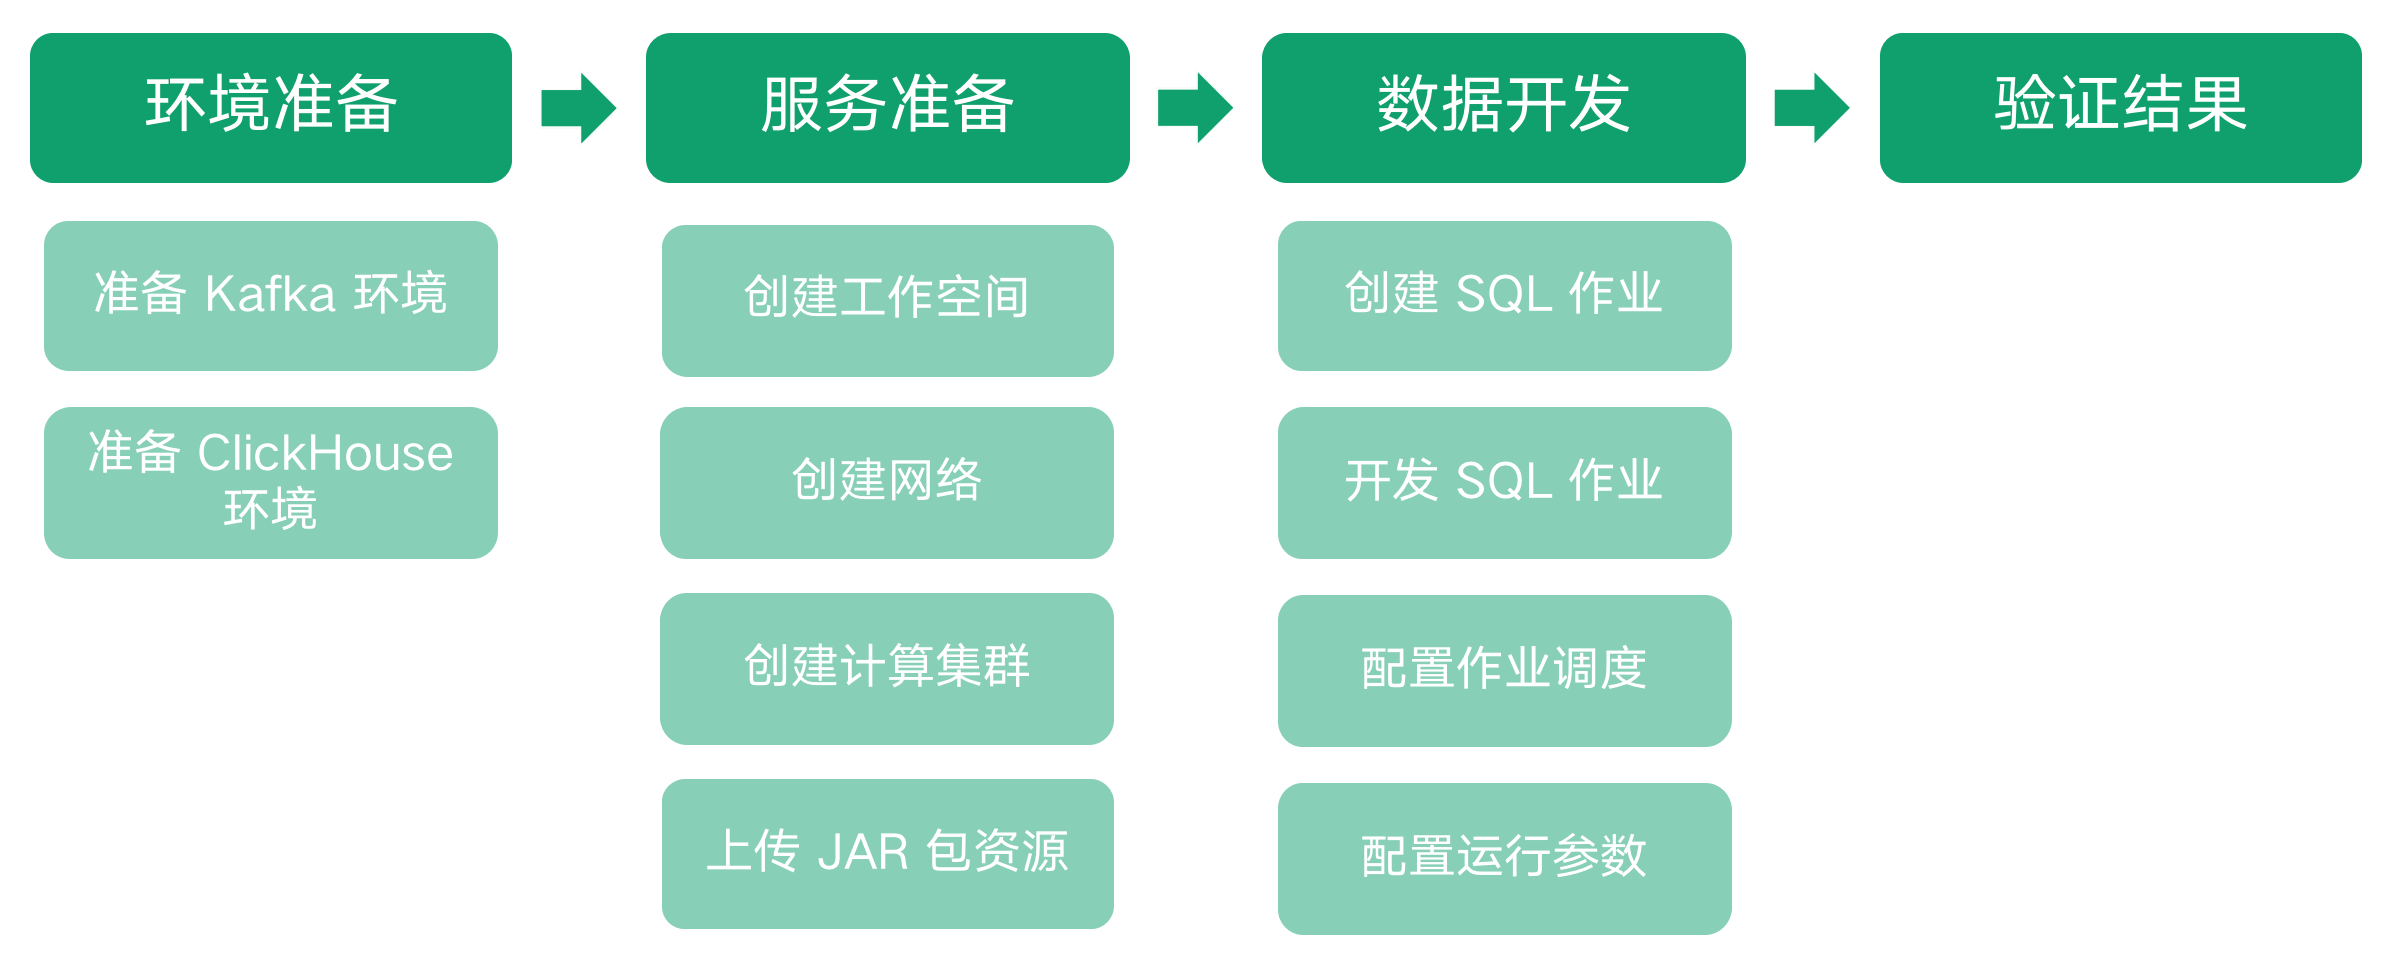 环境准备
服务准备
数据开发
验证结果
准备 Kafka 环境
准备 ClickHouse
环境
创建工作空间
创建网络
创建计算集群
上传 JAR 包资源
创建 SQL 作业
开发 SQL 作业
配置作业调度
配置运行参数